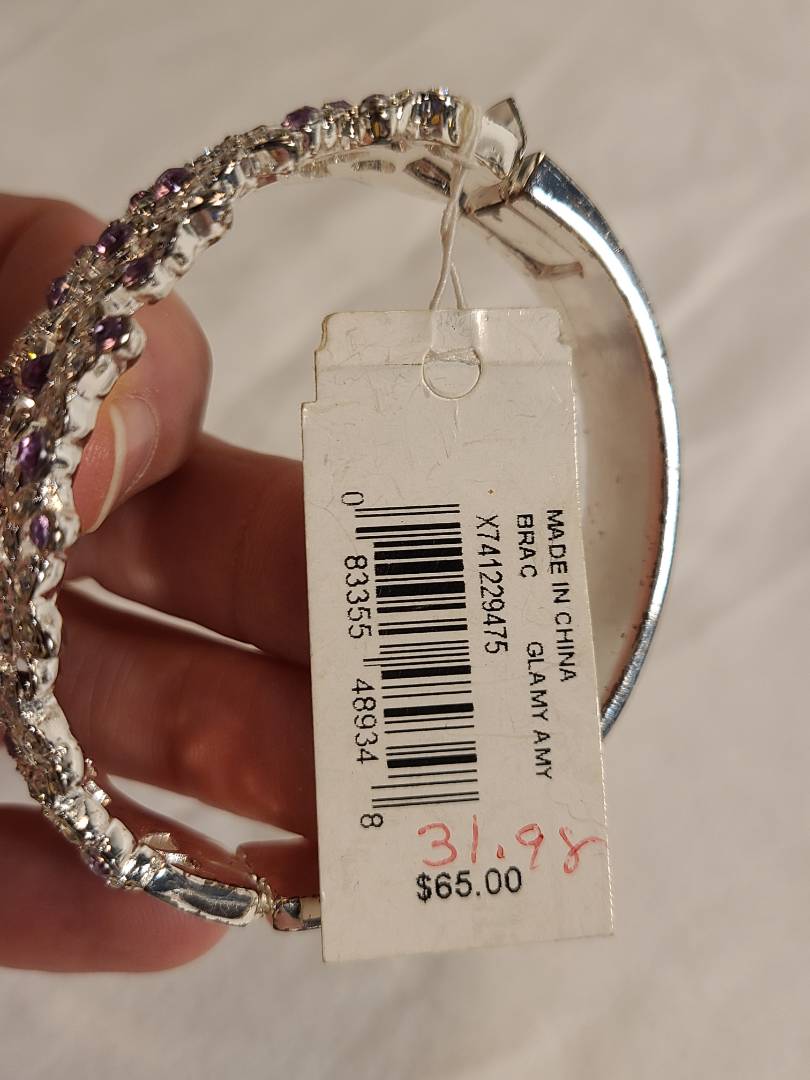 MADE IN CHINA
BRAC GLAMY AMY
X741229475
0 83355 48934 8
31.98
$65.00